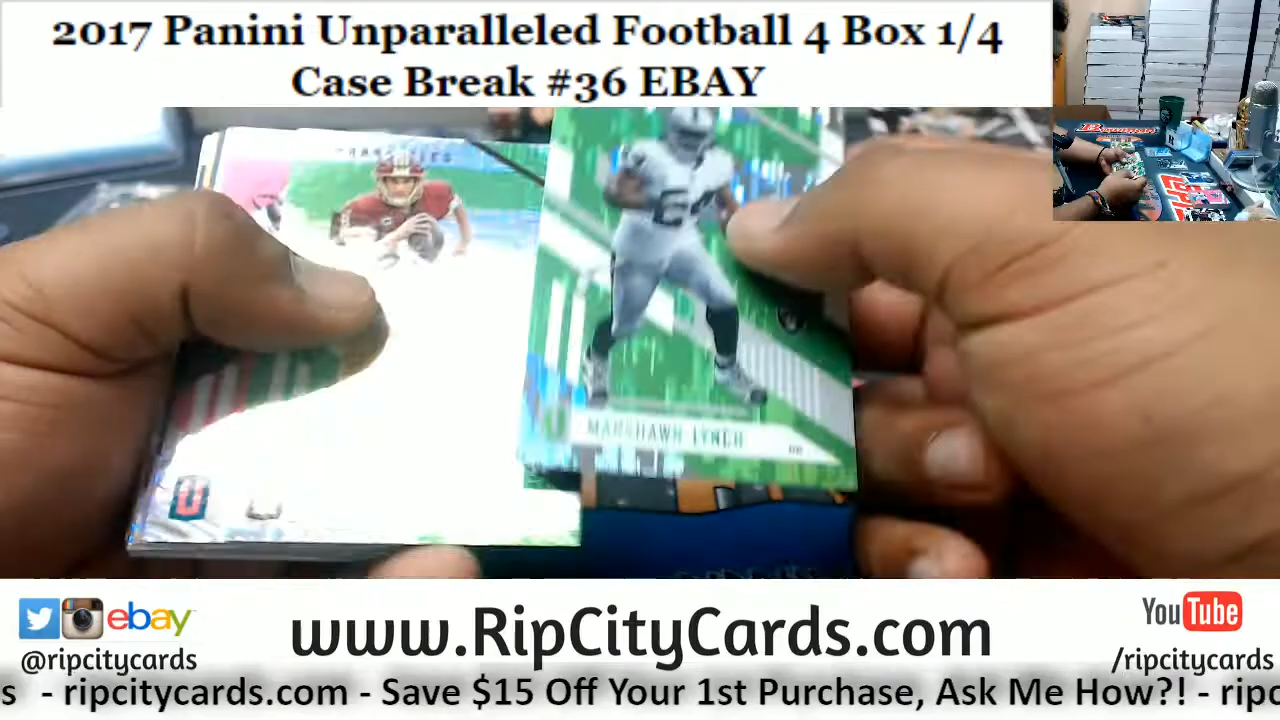 2017 Panini Unparalleled Football 4 Box 1/4
Case Break #36 EBAY
MARSHAWN LYNCH
ebay
@ripcitycards
www.RipCityCards.com
YouTube
/ripcitycards
s - ripcitycards.com - Save $15 Off Your 1st Purchase, Ask Me How?! - ripc